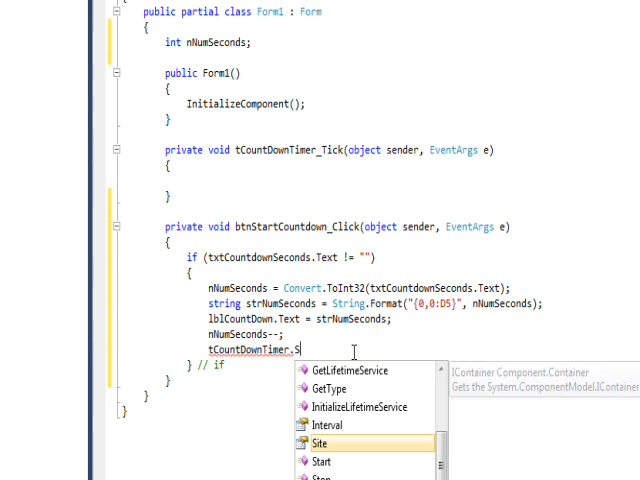 public partial class Form1 : Form
{
int nNumSeconds;
public Form1()
{
InitializeComponent();
}
private void tCountDownTimer_Tick(object sender, EventArgs e)
{
}
private void btnStartCountdown_Click(object sender, EventArgs e)
{
if (txtCountdownSeconds.Text != "")
{
nNumSeconds = Convert.ToInt32(txtCountdownSeconds.Text);
string strNumSeconds = String.Format("{0,0:D5}", nNumSeconds);
lblCountDown.Text = strNumSeconds;
nNumSeconds--;
tCountDownTimer.S
} // if
}
}
}
GetLifetimeService
GetType
InitializeLifetimeService
Interval
Site
Start
Stop
IContainer Component.Container
Gets the System.ComponentModel.IContainer